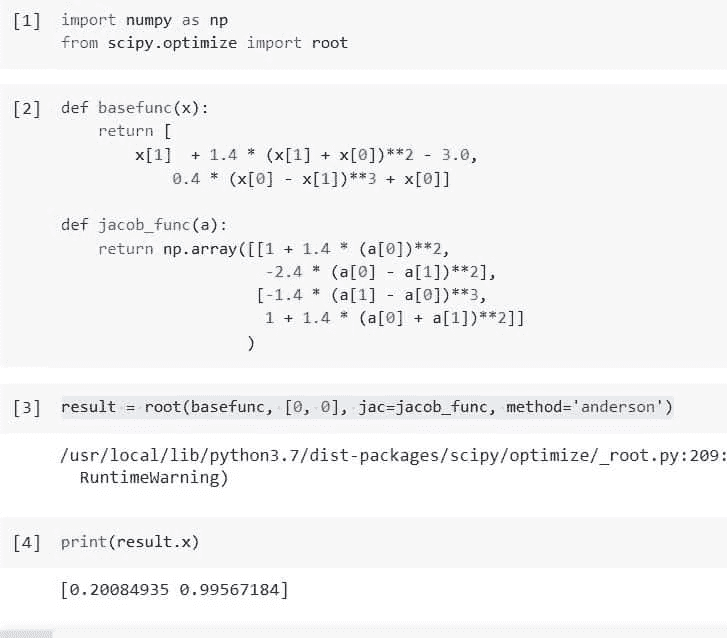 [1] import numpy as np
from scipy.optimize import root
[2] def basefunc(x):
return [
x[1]  + 1.4 * (x[1] + x[0])**2 - 3.0,
0.4 * (x[0] - x[1])**3 + x[0]]
def jacob_func(a):
return np.array([[1 + 1.4 * (a[0])**2,
-2.4 * (a[0] - a[1])**2],
[-1.4 * (a[1] - a[0])**3,
1 + 1.4 * (a[0] + a[1])**2]]
)
[3] result = root(basefunc, [0, 0], jac=jacob_func, method='anderson')
/usr/local/lib/python3.7/dist-packages/scipy/optimize/_root.py:209:
RuntimeWarning)
[4] print(result.x)
[0.20084935 0.99567184]